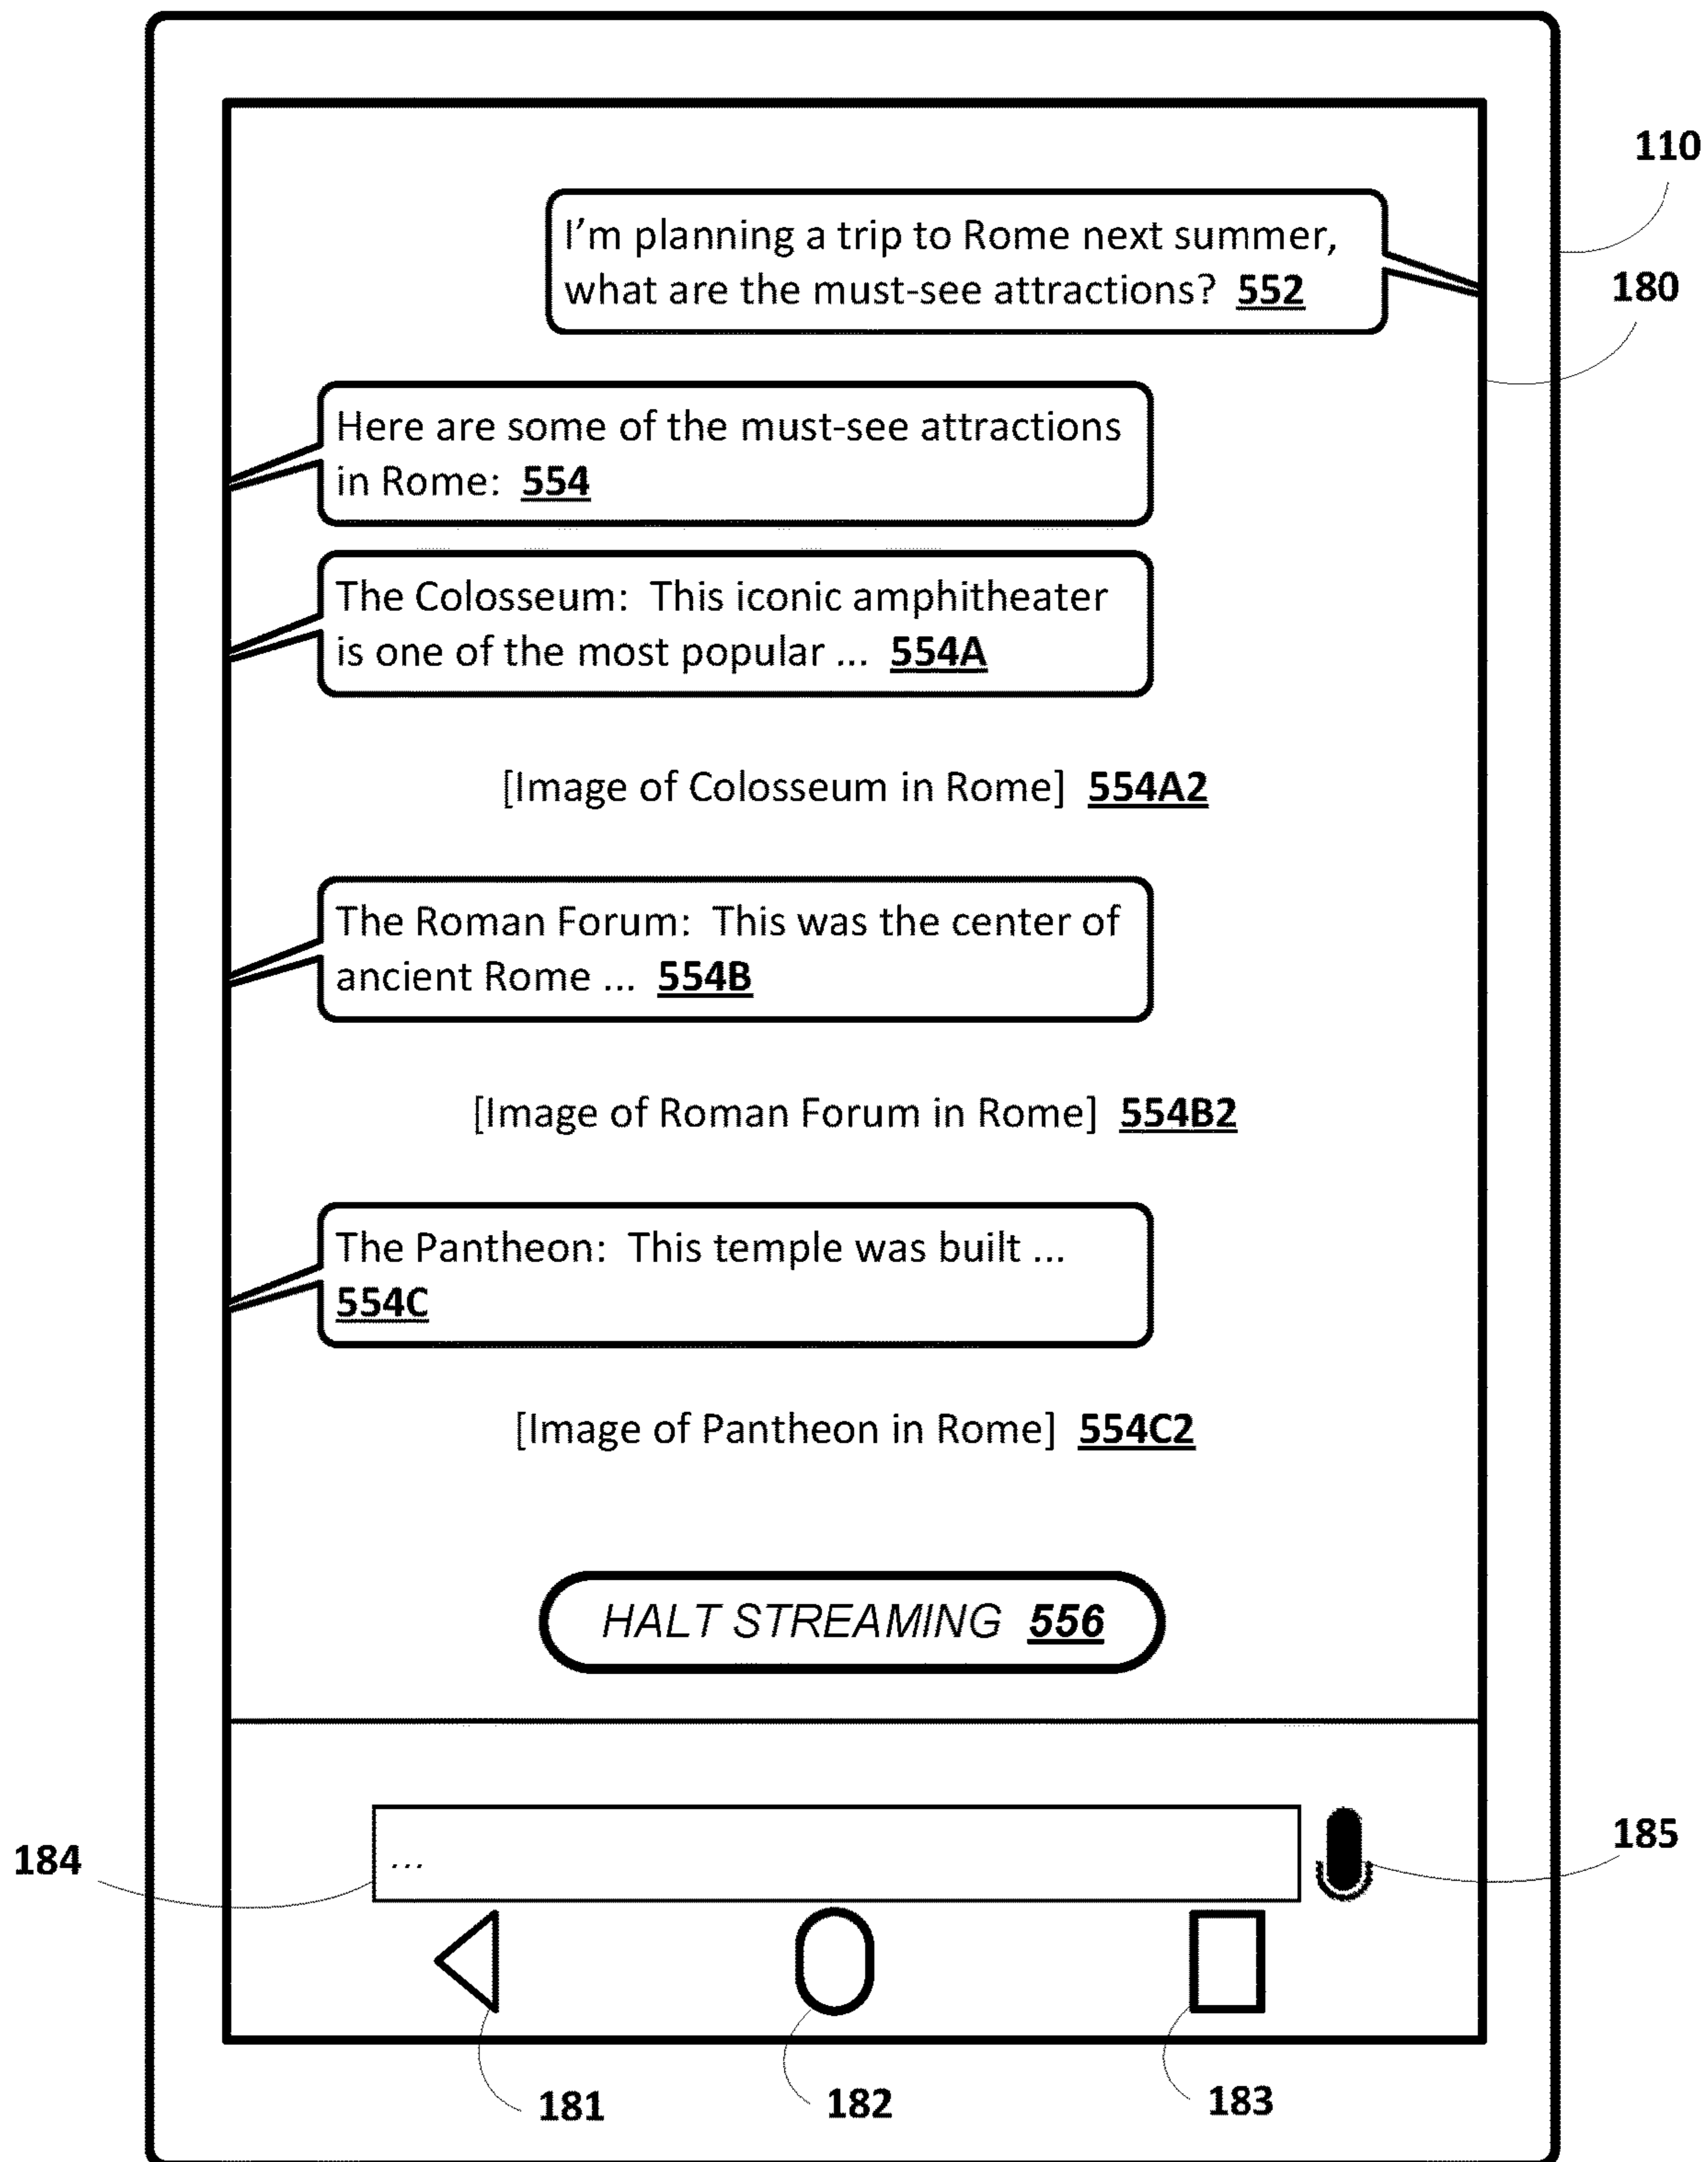 110
I'm planning a trip to Rome next summer,
what are the must-see attractions? 552
180
Here are some of the must-see attractions
in Rome: 554
The Colosseum: This iconic amphitheater
is one of the most popular ... 554A
[Image of Colosseum in Rome] 554A2
The Roman Forum: This was the center of
ancient Rome ... 554B
[Image of Roman Forum in Rome] 554B2
The Pantheon: This temple was built ...
554C
[Image of Pantheon in Rome] 554C2
HALT STREAMING 556
184
...
185
181
182
183